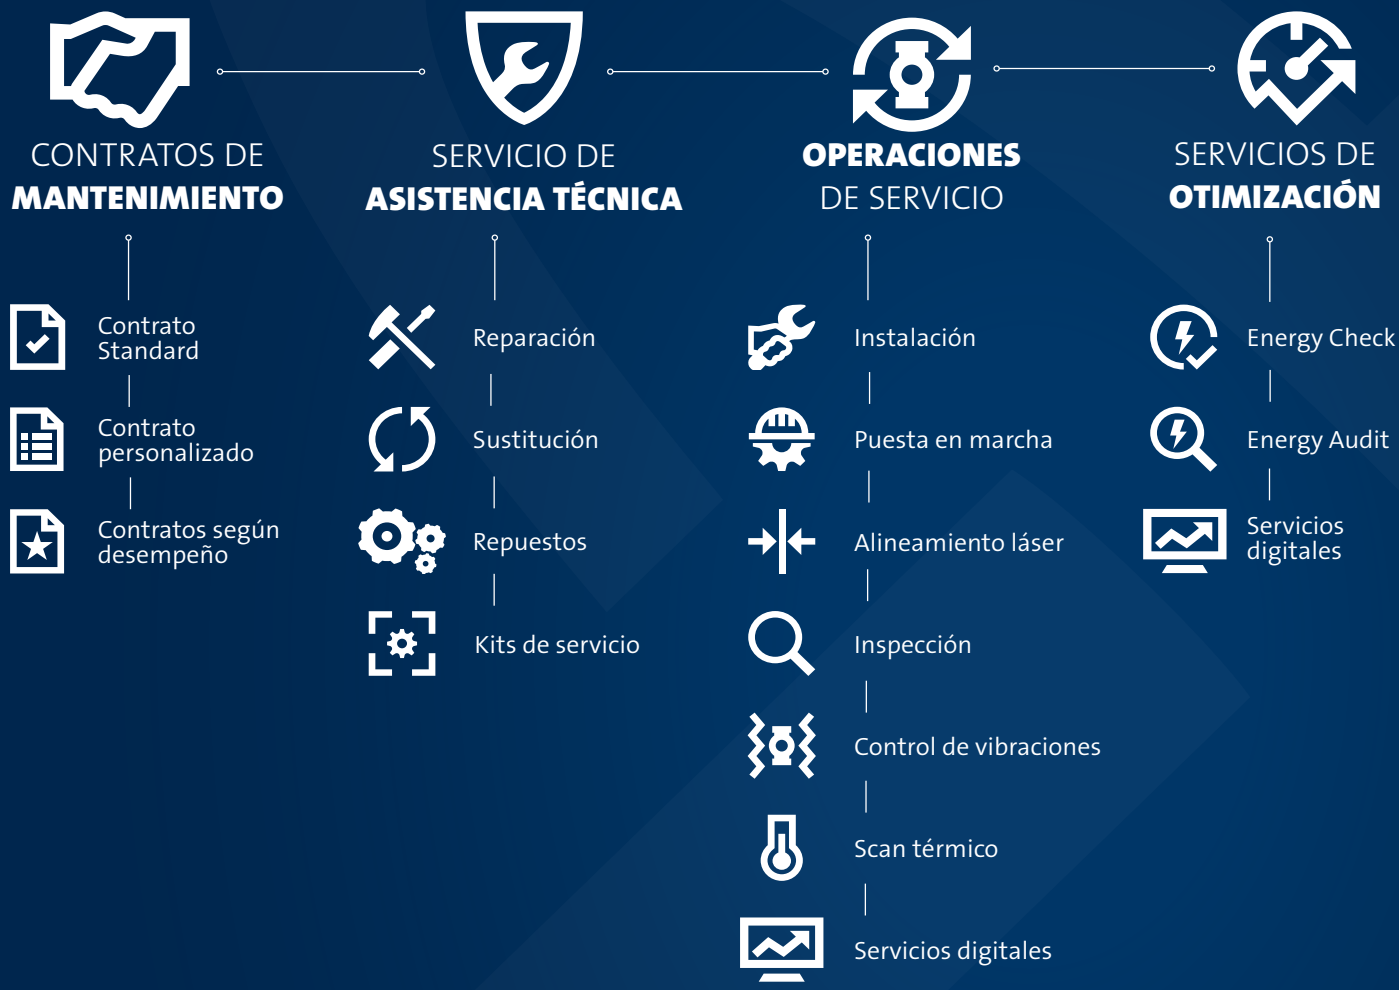 CONTRATOS DE
MANTENIMIENTO
Contrato
Standard
Contrato
personalizado
Contratos según
desempeño
SERVICIO DE
ASISTENCIA TÉCNICA
Reparación
Sustitución
Repuestos
Kits de servicio
OPERACIONES
DE SERVICIO
Instalación
Puesta en marcha
Alineamiento láser
Inspección
Control de vibraciones
Scan térmico
Servicios digitales
SERVICIOS DE
OTIMIZACIÓN
Energy Check
Energy Audit
Servicios
digitales